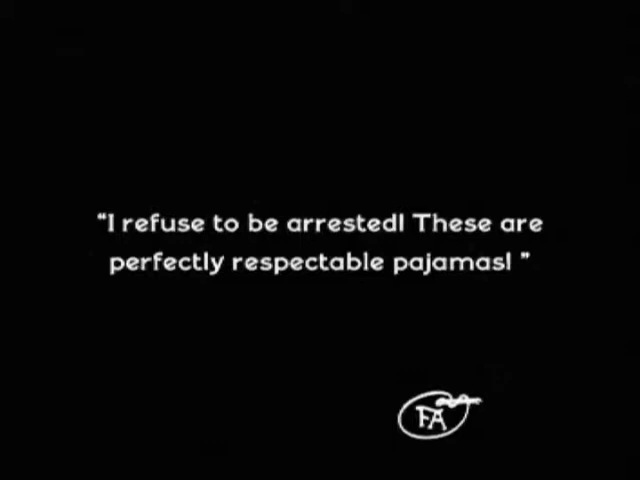 “I refuse to be arrested! These are
perfectly respectable pajamas! ”
FA